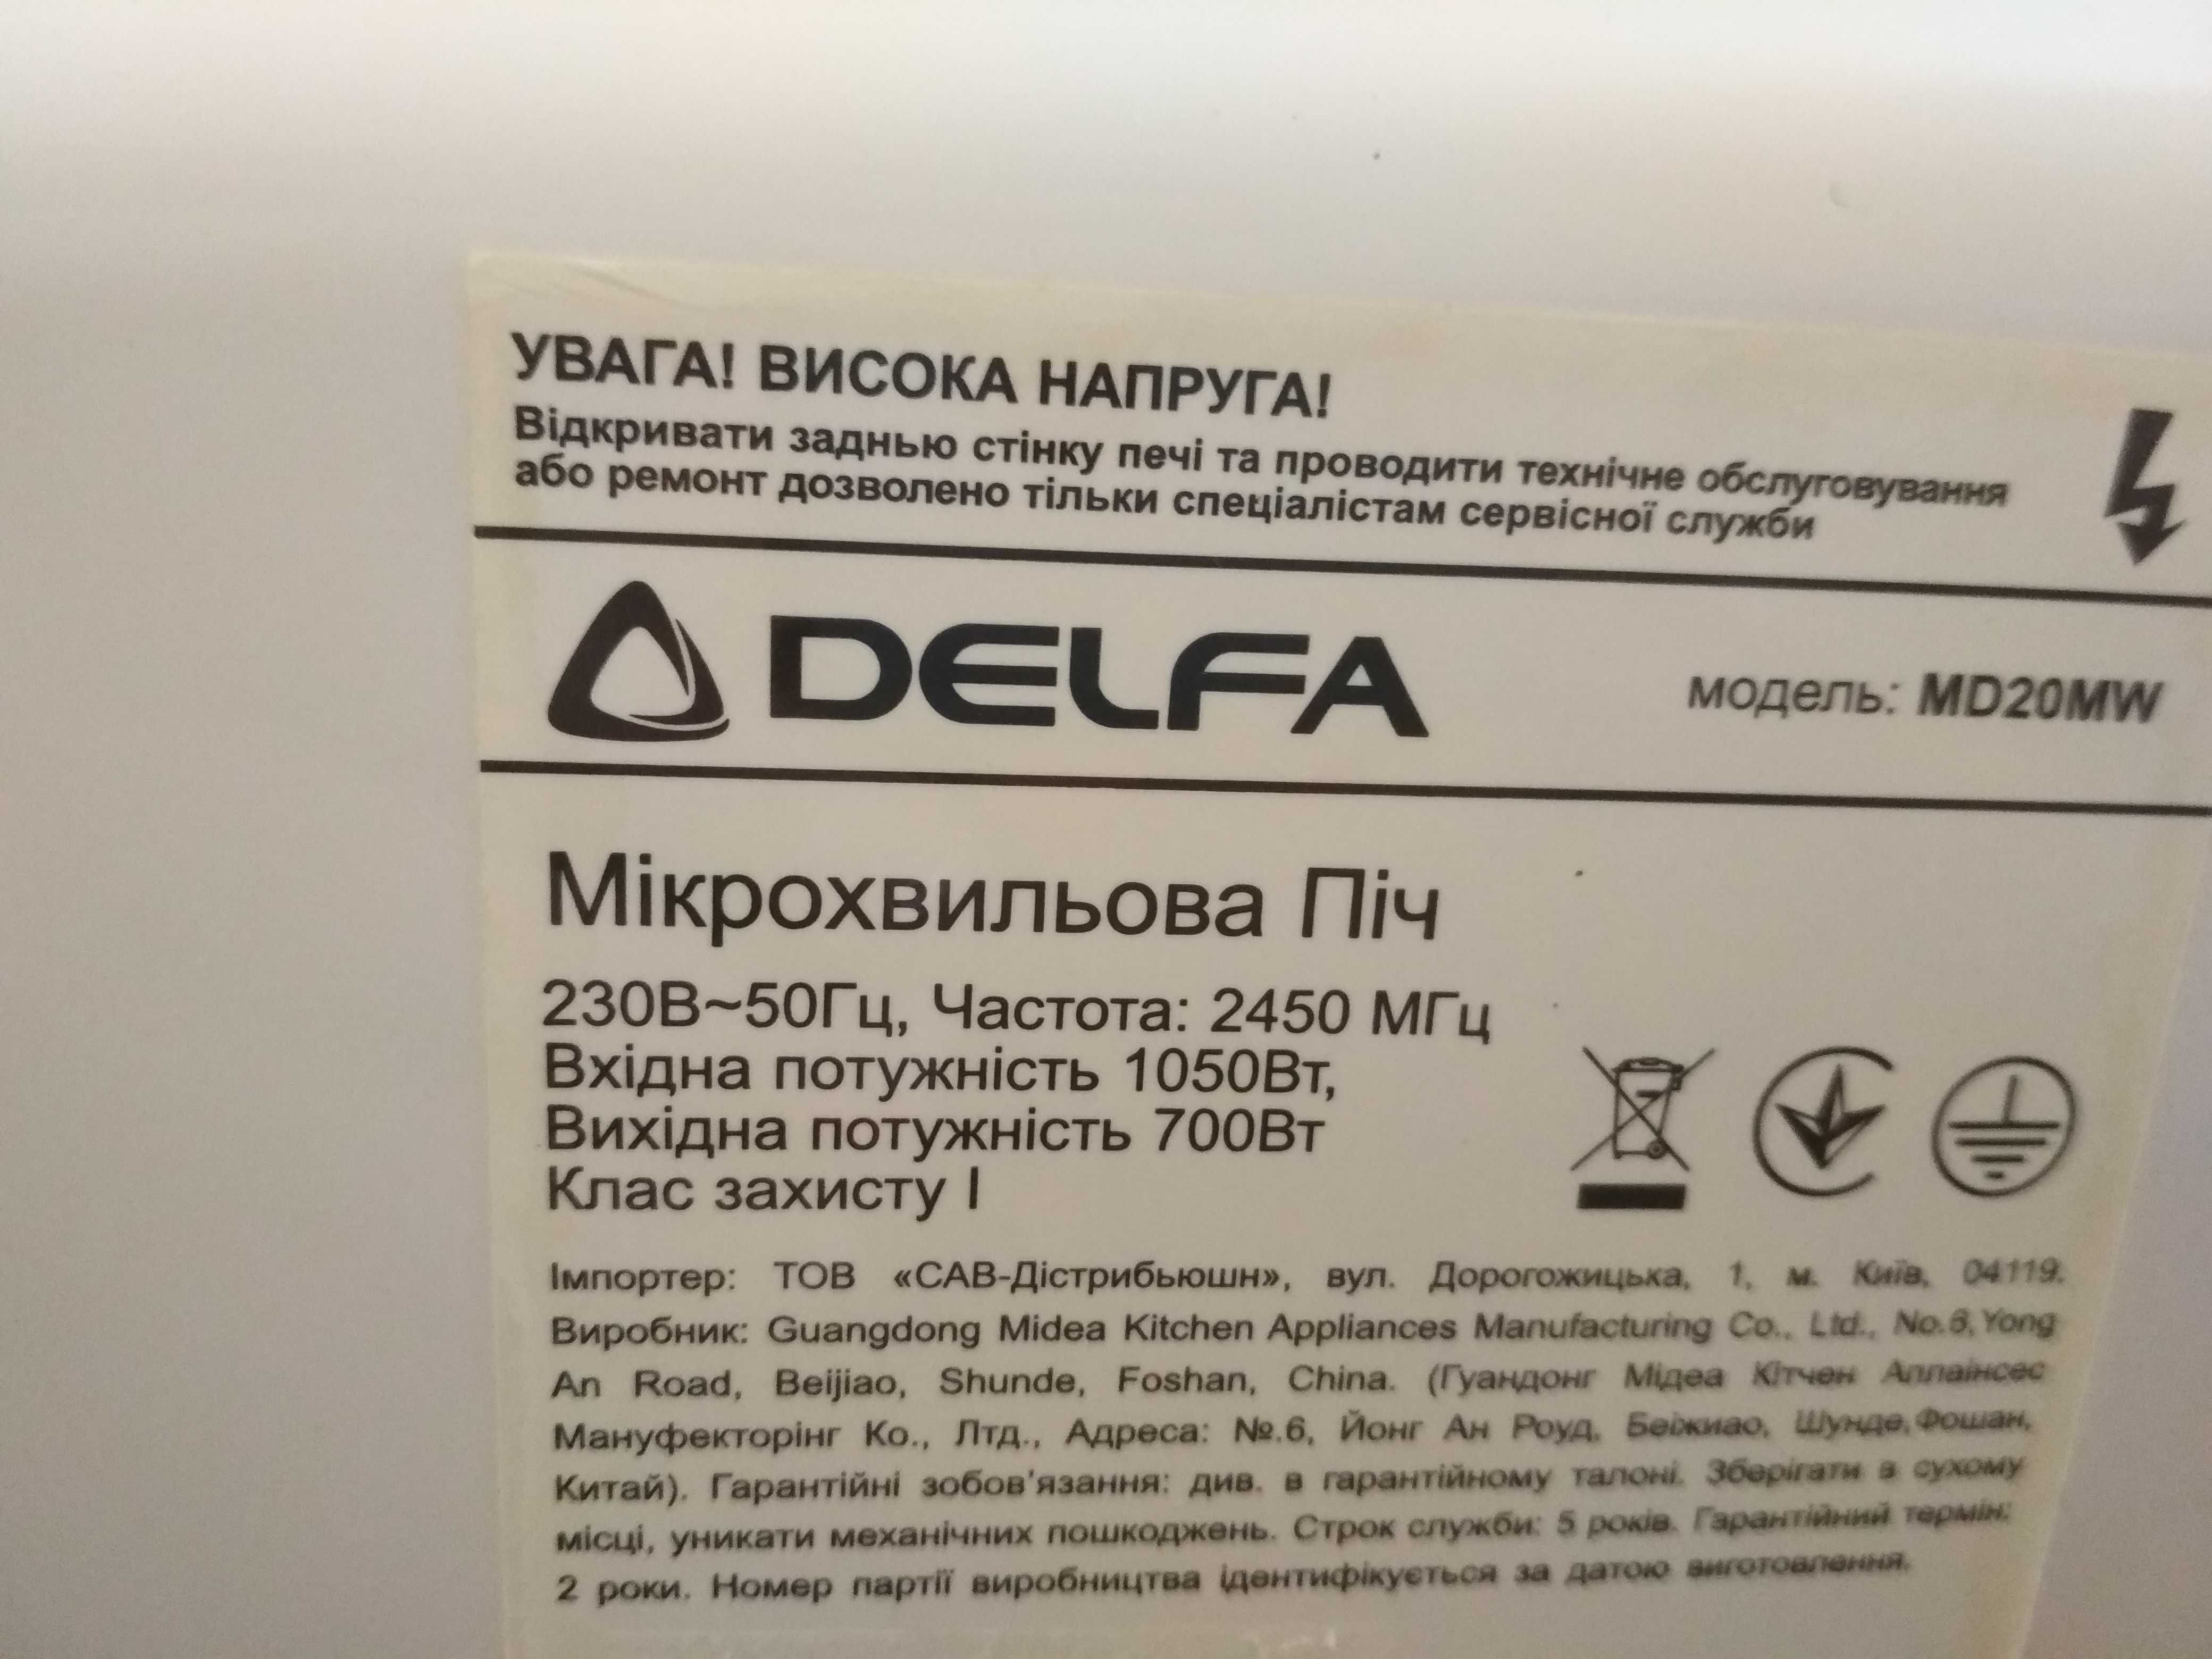 УВАГА! ВИСОКА НАПРУГА!
Відкривати задню стінку печі та проводити технічне обслуговування
або ремонт дозволено тільки спеціалістам сервісної служби
DELFA
модель: MD20MW
Мікрохвильова Піч
230В~50Гц, Частота: 2450 МГц
Вхідна потужність 1050Вт,
Вихідна потужність 700Вт
Клас захисту I
Імпортер: ТОВ «САВ-Дістрибьюшн», вул. Дорогожицька, 1, м. Київ, 04119.
Виробник: Guangdong Midea Kitchen Appliances Manufacturing Co., Ltd., No.6, Yong
An Road, Beijiao, Shunde, Foshan, China. (Гуандонг Мідеа Кітчен Аппаінсес
Мануфекторінг Ко., Лтд., Адреса: №.6, Йонг Ан Роуд, Беіжиао, Шунде, Фошан,
Китай). Гарантійні зобов'язання: див. в гарантійному талоні. Зберігати в сухому
місці, уникати механічних пошкоджень. Строк служби: 5 років. Гарантійний термін:
2 роки. Номер партії виробництва ідентифікується за датою виготовлення.